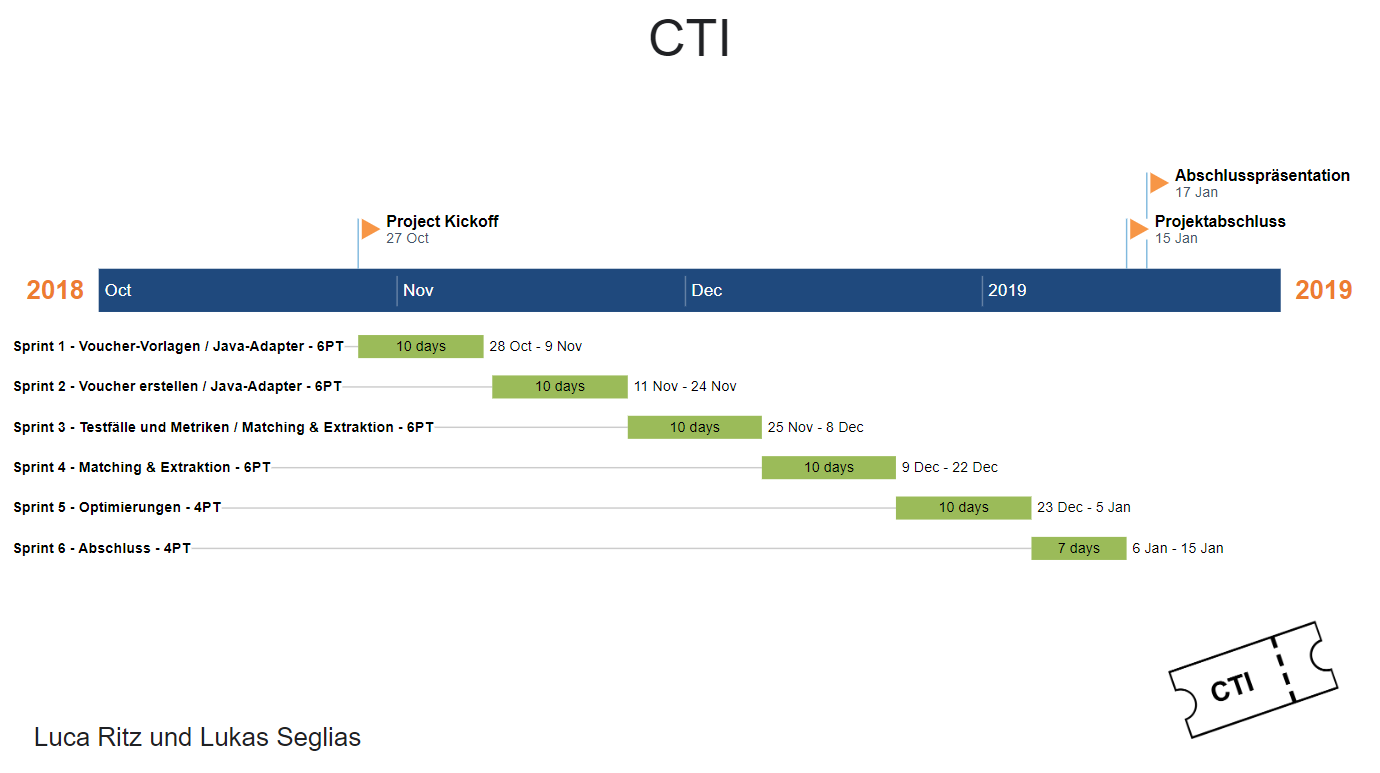 CTI
Abschlusspräsentation
17 Jan
Project Kickoff
27 Oct
Projektabschluss
15 Jan
2018 Oct Nov Dec 2019 2019
Sprint 1 - Voucher-Vorlagen / Java-Adapter - 6PT 10 days 28 Oct - 9 Nov
Sprint 2 - Voucher erstellen / Java-Adapter - 6PT 10 days 11 Nov - 24 Nov
Sprint 3 - Testfälle und Metriken / Matching & Extraktion - 6PT 10 days 25 Nov - 8 Dec
Sprint 4 - Matching & Extraktion - 6PT 10 days 9 Dec - 22 Dec
Sprint 5 - Optimierungen - 4PT 10 days 23 Dec - 5 Jan
Sprint 6 - Abschluss - 4PT 7 days 6 Jan - 15 Jan
CTI
Luca Ritz und Lukas Seglias